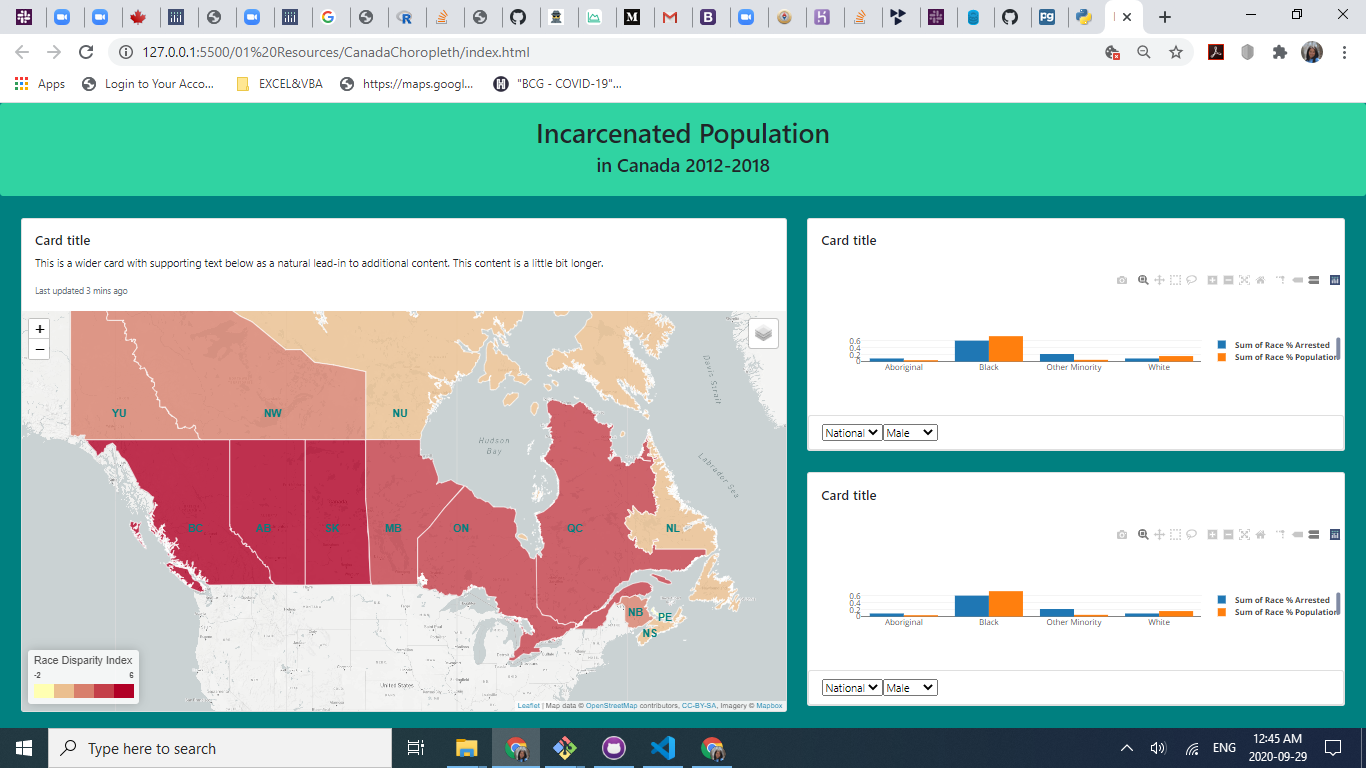 127.0.0.1:5500/01%20Resources/CanadaChoropleth/index.html
Apps
Login to Your Acco...
EXCEL&VBA
https://maps.googl...
"BCG - COVID-19"...
Incarcenated Population
in Canada 2012-2018
Card title
This is a wider card with supporting text below as a natural lead-in to additional content. This content is a little bit longer.
Last updated 3 mins ago
+
−
YU
NW
NU
Hudson
Bay
Davis Strait
Labrador Sea
BC
AB
SK
MB
ON
QC
NL
NB
PE
NS
United States
Race Disparity Index
-2 6
Leaflet | Map data © OpenStreetMap contributors, CC-BY-SA, Imagery © Mapbox
Card title
0.6
0.4
0.2
0
Aboriginal
Black
Other Minority
White
Sum of Race % Arrested
Sum of Race % Population
National
Male
Card title
0.6
0.4
0.2
0
Aboriginal
Black
Other Minority
White
Sum of Race % Arrested
Sum of Race % Population
National
Male
Type here to search
ENG
12:45 AM
2020-09-29